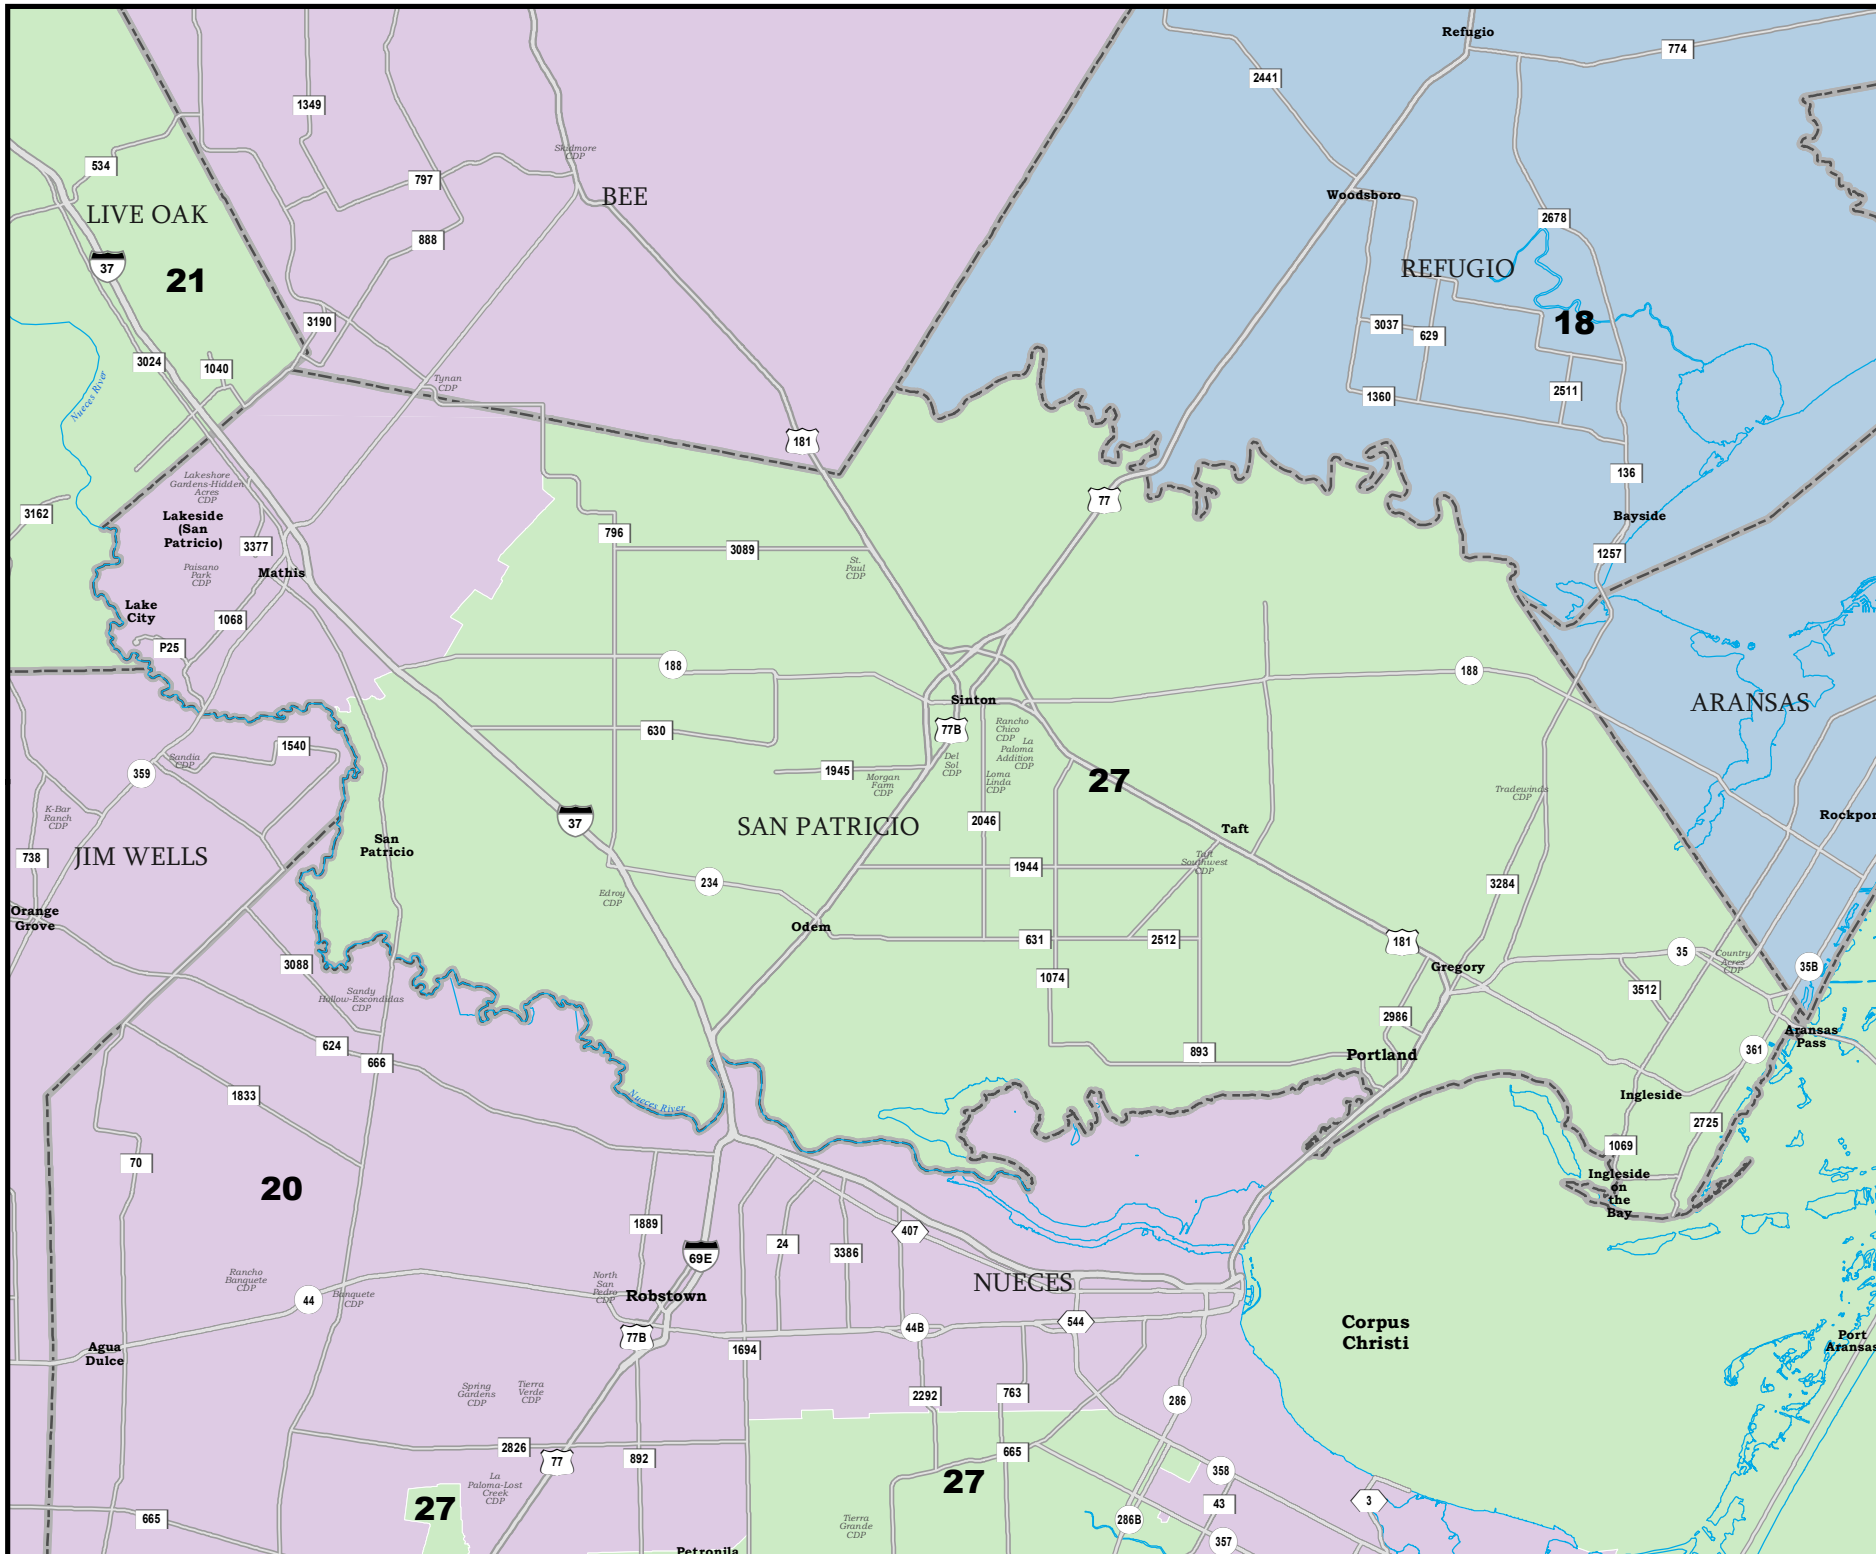 Refugio
774
2441
1349
534
Skidmore
CDP
797
BEE
Woodsboro
LIVE OAK
2678
888
37
REFUGIO
21
3190
18
3037
629
3024
1040
Tynan
CDP
Nueces River
2511
1360
181
136
Lakeshore
Gardens-Hidden
Acres
CDP
77
3162
Lakeside
(San
Patricio)
Bayside
796
3377
3089
1257
St.
Paul
CDP
Paisano
Park
CDP
Mathis
Lake
City
1068
P25
188
188
Sinton
ARANSAS
630
77B
Rancho
Chico
CDP
La
Paloma
Addition
CDP
1540
Sandia
CDP
359
1945
Morgan
Farm
CDP
Del
Sol
CDP
Loma
Linda
CDP
27
Tradewinds
CDP
K-Bar
Ranch
CDP
37
SAN PATRICIO
2046
Taft
Rockpor
738
JIM WELLS
San
Patricio
1944
Taft
Southwest
CDP
234
3284
Edroy
CDP
Orange
Grove
Odem
631
2512
181
35
Country
Acres
CDP
35B
3088
1074
Gregory
3512
Sandy
Hollow-Escondidas
CDP
2986
Aransas
Pass
624
666
893
Portland
361
1833
Nueces River
Ingleside
2725
70
1069
20
Ingleside
on
the
Bay
1889
24
3386
407
69E
Rancho
Banquete
CDP
North
San
Pedro
CDP
NUECES
44
Banquete
CDP
Robstown
77B
44B
544
Corpus
Christi
Port
Aransas
Agua
Dulce
1694
Spring
Gardens
CDP
Tierra
Verde
CDP
2292
763
286
2826
77
892
665
358
La
Paloma-Lost
Creek
CDP
27
27
43
3
665
Tierra
Grande
CDP
286B
357
Petronila